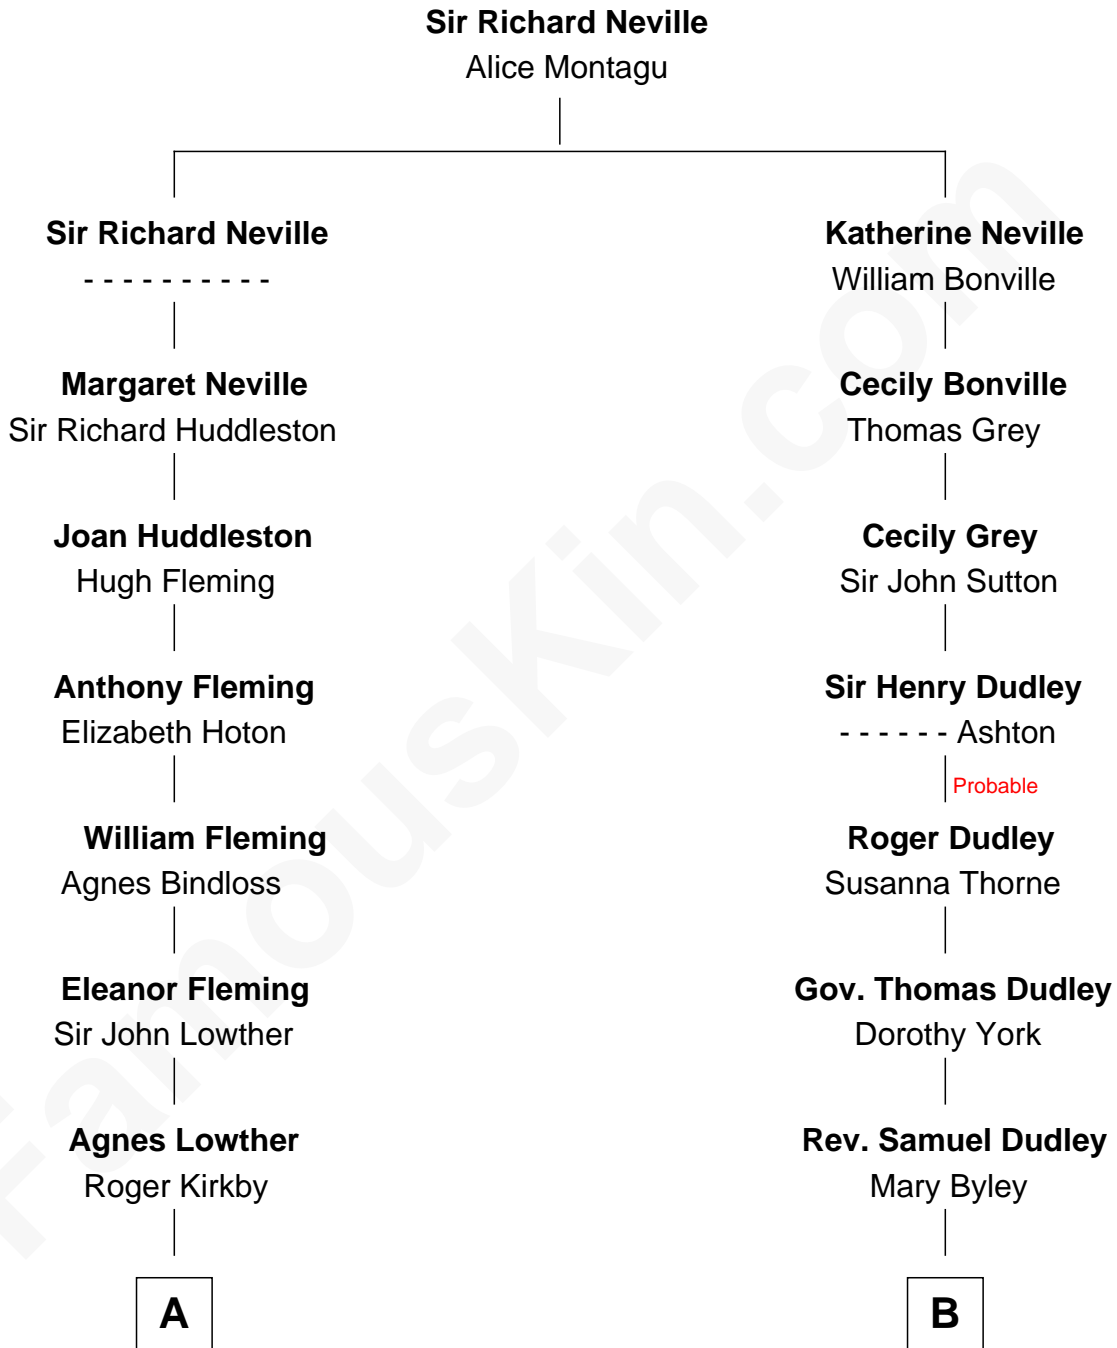 Sir Richard Neville
Alice Montagu
Sir Richard Neville
- - - - - - - - - -
Katherine Neville
William Bonville
Margaret Neville
Sir Richard Huddleston
Cecily Bonville
Thomas Grey
Joan Huddleston
Hugh Fleming
Cecily Grey
Sir John Sutton
Anthony Fleming
Elizabeth Hoton
Sir Henry Dudley
- - - - - - Ashton
Probable
William Fleming
Agnes Bindloss
Roger Dudley
Susanna Thorne
Eleanor Fleming
Sir John Lowther
Gov. Thomas Dudley
Dorothy York
Agnes Lowther
Roger Kirkby
Rev. Samuel Dudley
Mary Byley
A
B
FamousKin.com